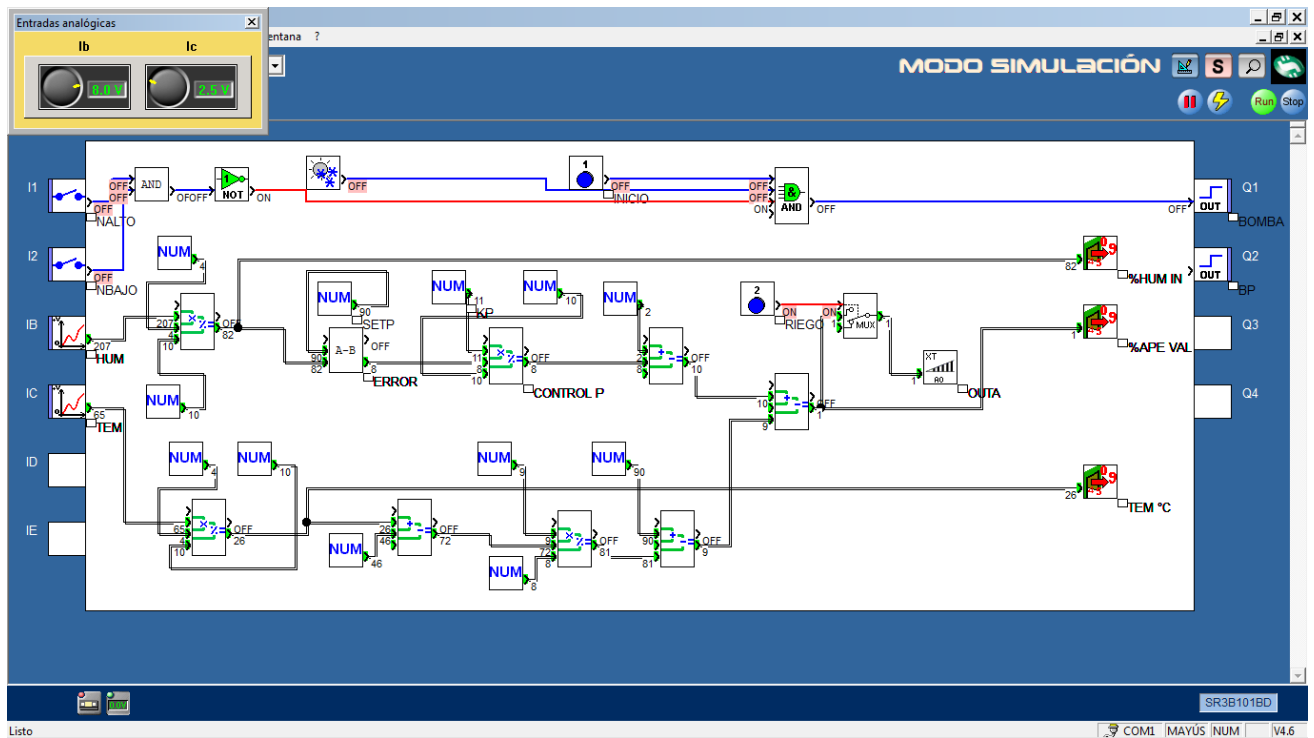 Entradas analógicas
Ib Ic
8.0 V 2.5 V
entana ?
MODO SIMULACIÓN
S
Run Stop
I1
OFF
OFF
OFF
NALTO
AND
OFOFF
1
NOT
ON
OFF
1
OFF
INICIO
OFF
OFF
ON
&
AND
OFF
OFF
OUT
Q1
BOMBA
I2
OFF
NBAJO
NUM
4
82
%HUM IN
OUT
Q2
BP
IB
207
HUM
207
4
10
OFF
82
NUM
10
NUM
90
SETP
90
82
A-B
OFF
8
ERROR
NUM
11
KP
NUM
10
11
8
10
OFF
8
CONTROL P
NUM
2
2
8
OFF
10
2
ON
RIEGO
ON
1
MUX
1
1
XT
A0
OUTA
1
%APE VAL
Q3
IC
65
TEM
10
9
OFF
1
Q4
ID
NUM
4
NUM
10
NUM
9
NUM
90
26
TEM °C
IE
65
4
10
OFF
26
NUM
46
26
46
OFF
72
NUM
8
9
72
8
OFF
81
90
81
OFF
9
SR3B101BD
Listo
COM1 MAYÚS NUM V4.6